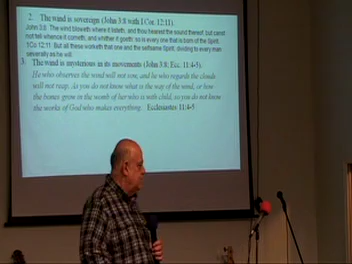 2. The wind is sovereign (John 3:8 with I Cor. 12:11).
John 3:8 The wind bloweth where it listeth, and thou hearest the sound thereof, but canst
not tell whence it cometh, and whither it goeth: so is every one that is born of the Spirit.
1Co 12:11 But all these worketh that one and the selfsame Spirit, dividing to every man
severally as he will.
3. The wind is mysterious in its movements (John 3:8; Ecc. 11:4-5).
He who observes the wind will not sow, and he who regards the clouds
will not reap. As you do not know what is the way of the wind, or how
the bones grow in the womb of her who is with child, so you do not know
the works of God who makes everything. Ecclesiastes 11:4-5